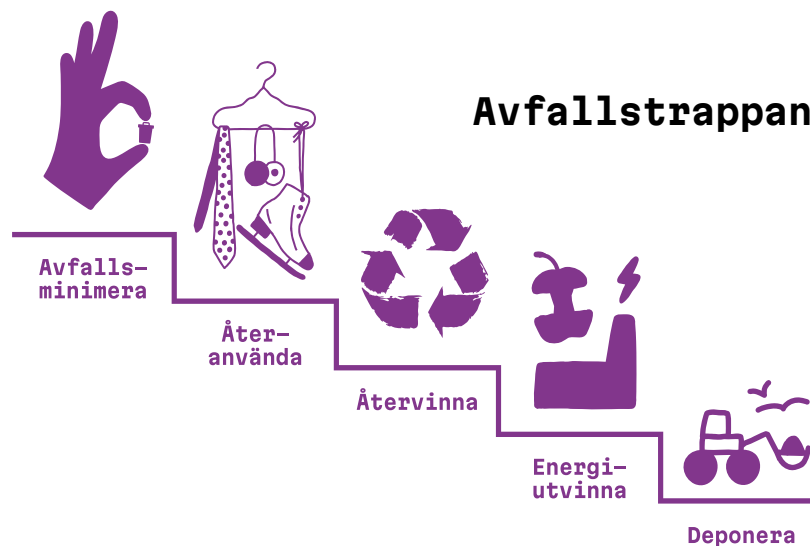 Avfallstrappan
Avfalls-
minimera
Åter-
använda
Återvinna
Energi-
utvinna
Deponera